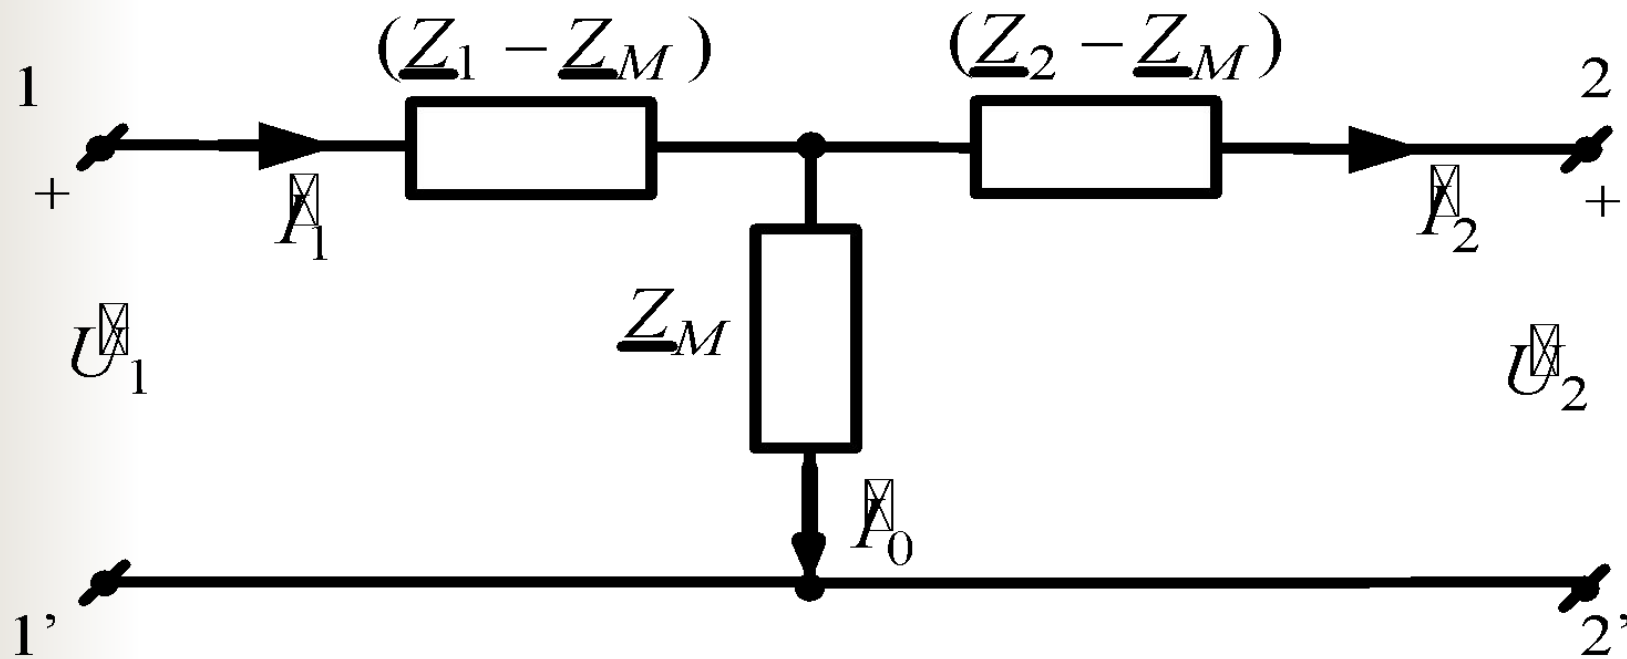 (Z1 − ZM) (Z2 − ZM)
1 2
+ +
I1 I2
ZM
U1 U2
I0
1' 2'